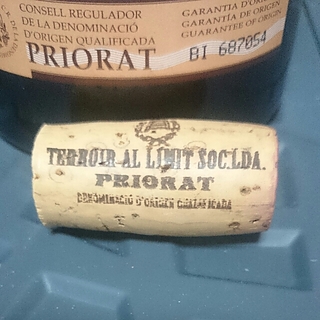 CONSELL REGULADOR
DE LA DENOMINACIÓ
D'ORIGEN QUALIFICADA
PRIORAT
GARANTIA D'ORIGEN
GARANTÍA DE ORIGEN
GUARANTEE OF ORIGIN
BI 687054
TERROIR AL LIMIT SOC.LDA.
PRIORAT
DENOMINACIÓ D'ORIGEN QUALIFICADA